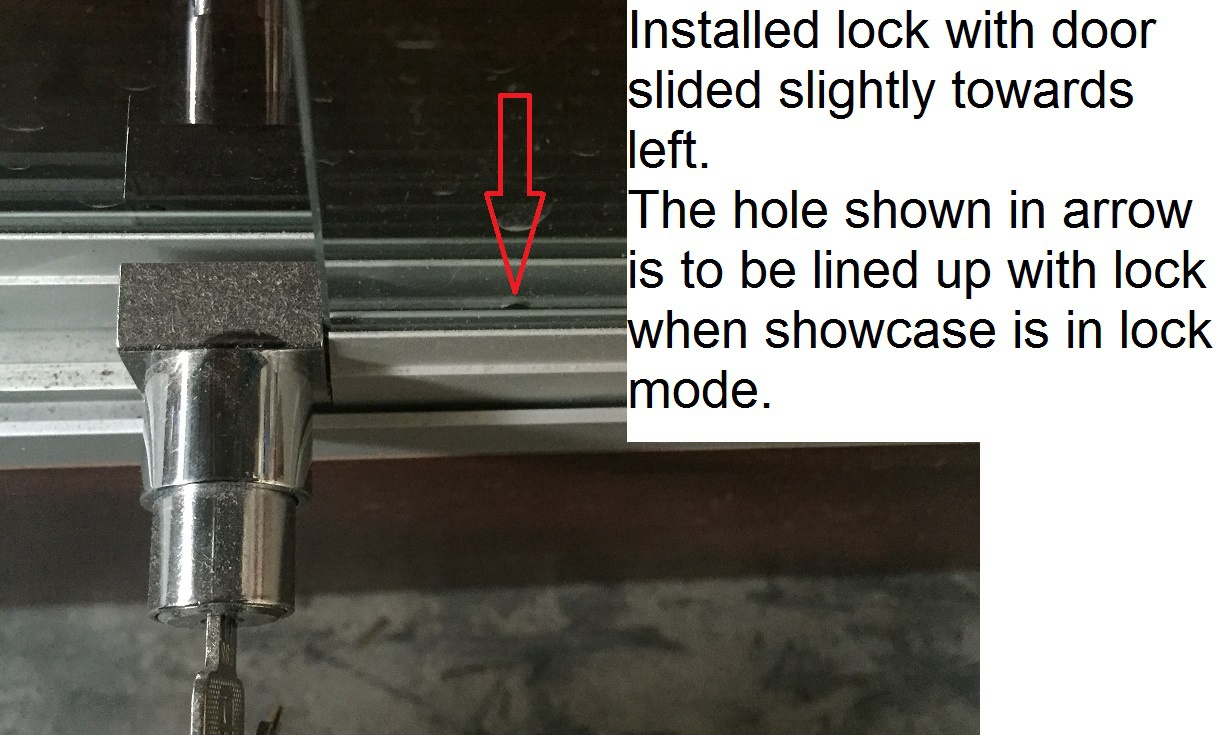 Installed lock with door
slided slightly towards
left.
The hole shown in arrow
is to be lined up with lock
when showcase is in lock
mode.